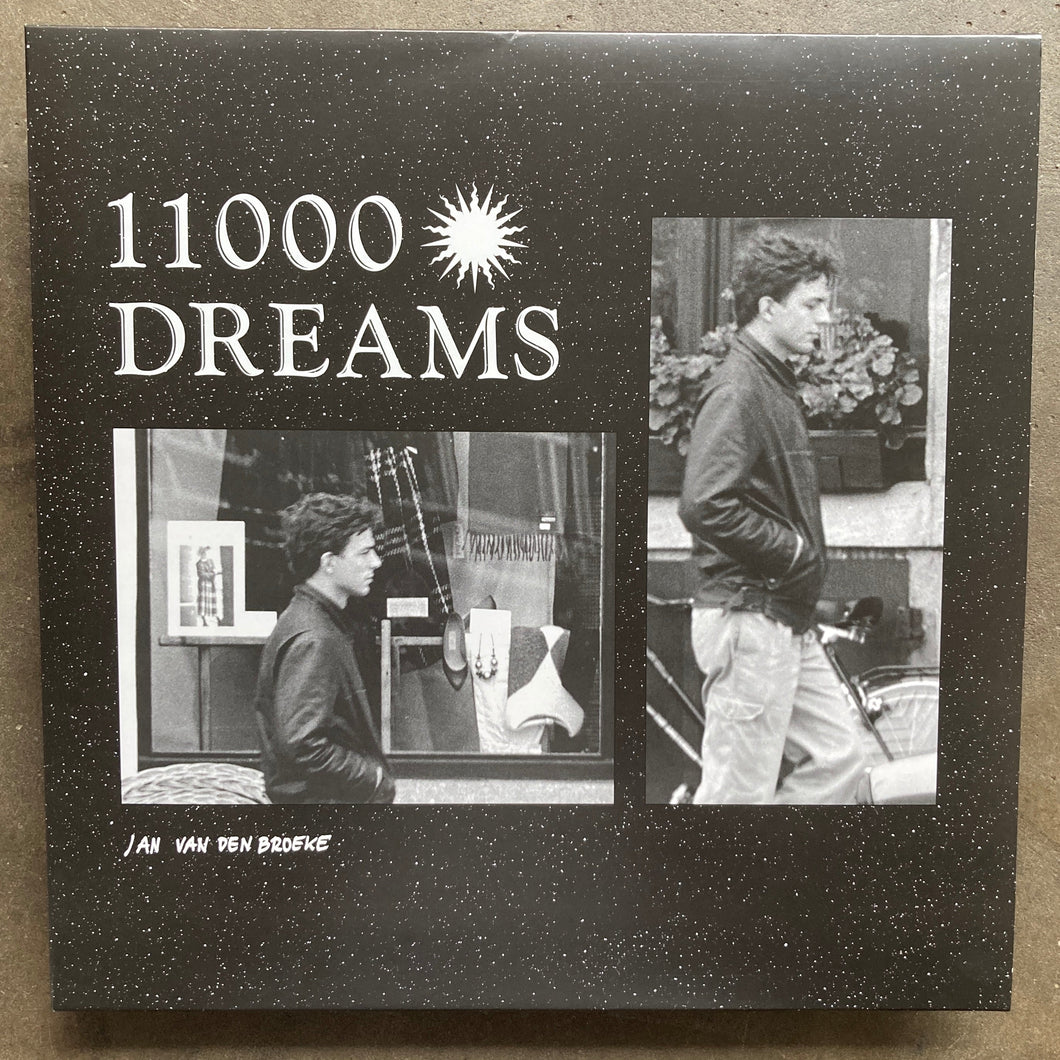 11000
DREAMS
JAN VAN DEN BROEKE